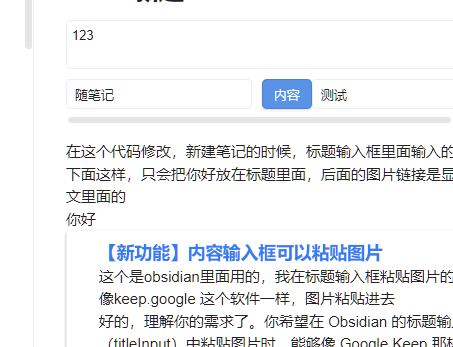 123
随笔记 内容 测试
在这个代码修改，新建笔记的时候，标题输入框里面输入的
下面这样，只会把你好放在标题里面，后面的图片链接是显
文里面的
你好
【新功能】内容输入框可以粘贴图片
这个是obsidian里面用的，我在标题输入框粘贴图片的
像keep.google 这个软件一样，图片粘贴进去
好的，理解你的需求了。你希望在 Obsidian 的标题输
（titleInput）中粘贴图片时，能够像 Google Keep 那